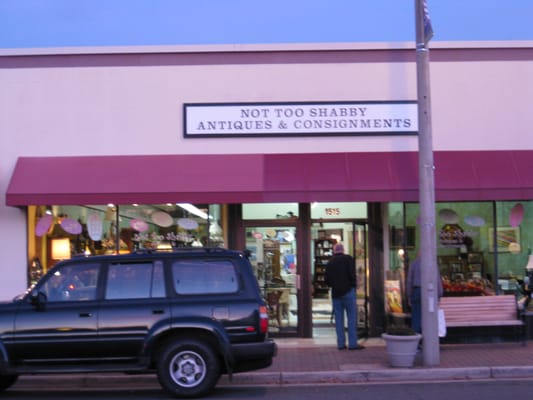 NOT TOO SHABBY
ANTIQUES & CONSIGNMENTS
1515